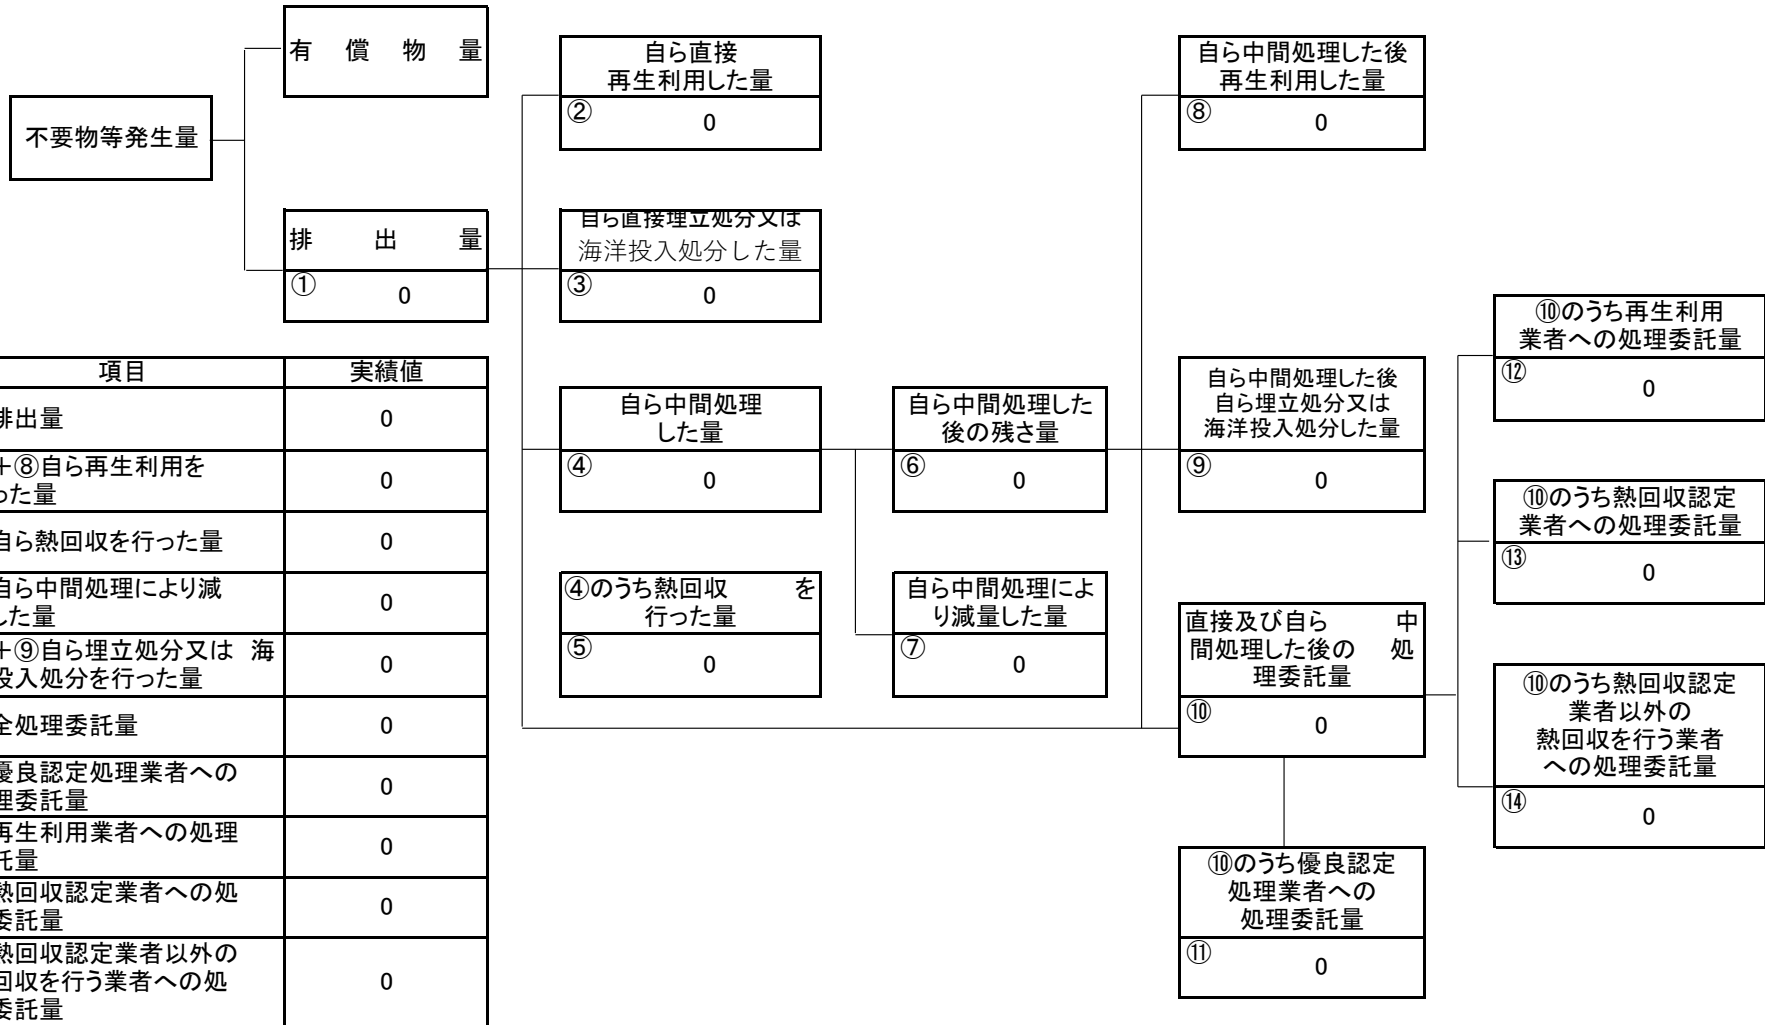 有償物量
不要物等発生量
排出量
①
0
自ら直接
再生利用した量
②
0
自ら直接埋立処分又は
海洋投入処分した量
③
0
自ら中間処理
した量
④
0
④のうち熱回収 を
行った量
⑤
0
自ら中間処理した
後の残さ量
⑥
0
自ら中間処理によ
り減量した量
⑦
0
自ら中間処理した後
再生利用した量
⑧
0
自ら中間処理した後
自ら埋立処分又は
海洋投入処分した量
⑨
0
直接及び自ら 中
間処理した後の 処
理委託量
⑩
0
⑩のうち優良認定
処理業者への
処理委託量
⑪
0
⑩のうち再生利用
業者への処理委託量
⑫
0
⑩のうち熱回収認定
業者への処理委託量
⑬
0
⑩のうち熱回収認定
業者以外の
熱回収を行う業者
への処理委託量
⑭
0
項目 実績値
排出量 0
+⑧自ら再生利用を
った量
0
自ら熱回収を行った量 0
自ら中間処理により減
した量
0
+⑨自ら埋立処分又は 海
投入処分を行った量
0
全処理委託量 0
優良認定処理業者への
理委託量
0
再生利用業者への処理
託量
0
熱回収認定業者への処
委託量
0
熱回収認定業者以外の
回収を行う業者への処
委託量
0